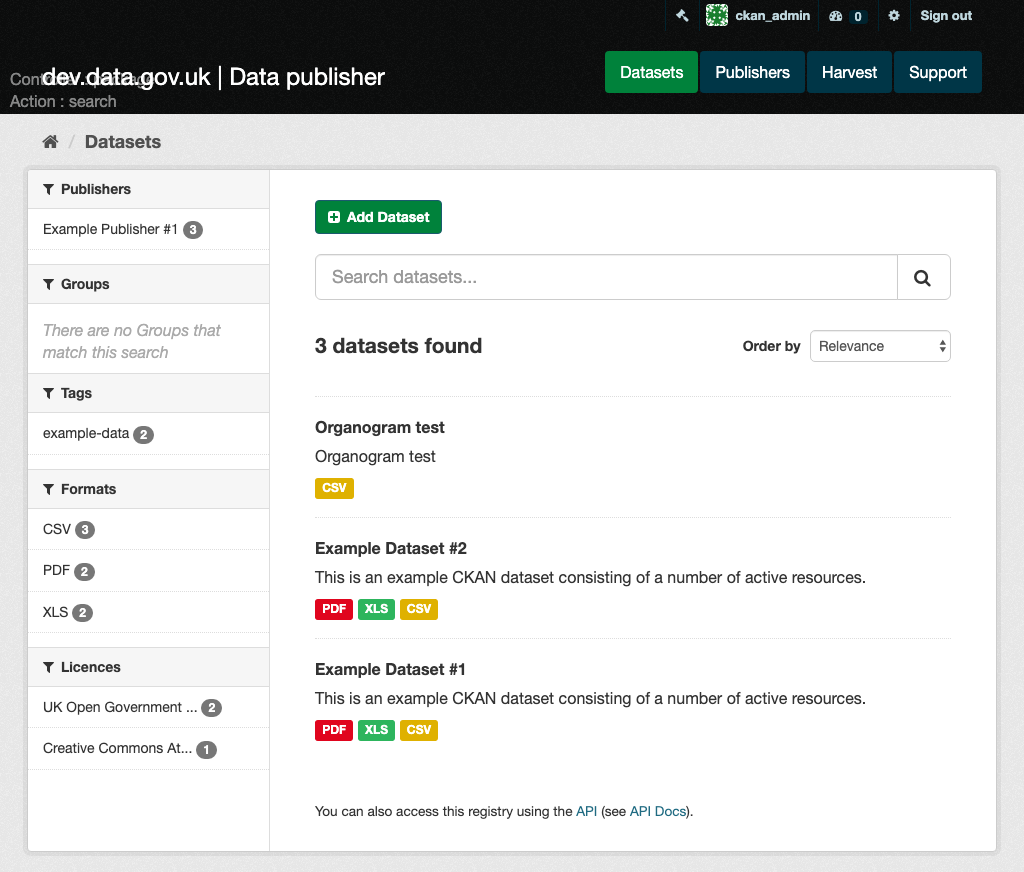 ckan_admin 0 Sign out
dev.data.gov.uk | Data publisher
Action : search
Datasets Publishers Harvest Support
/ Datasets
Publishers
Example Publisher #1 3
Groups
There are no Groups that
match this search
Tags
example-data 2
Formats
CSV 3
PDF 2
XLS 2
Licences
UK Open Government ... 2
Creative Commons At... 1
Add Dataset
Search datasets...
3 datasets found
Order by Relevance
Organogram test
Organogram test
CSV
Example Dataset #2
This is an example CKAN dataset consisting of a number of active resources.
PDF XLS CSV
Example Dataset #1
This is an example CKAN dataset consisting of a number of active resources.
PDF XLS CSV
You can also access this registry using the API (see API Docs).